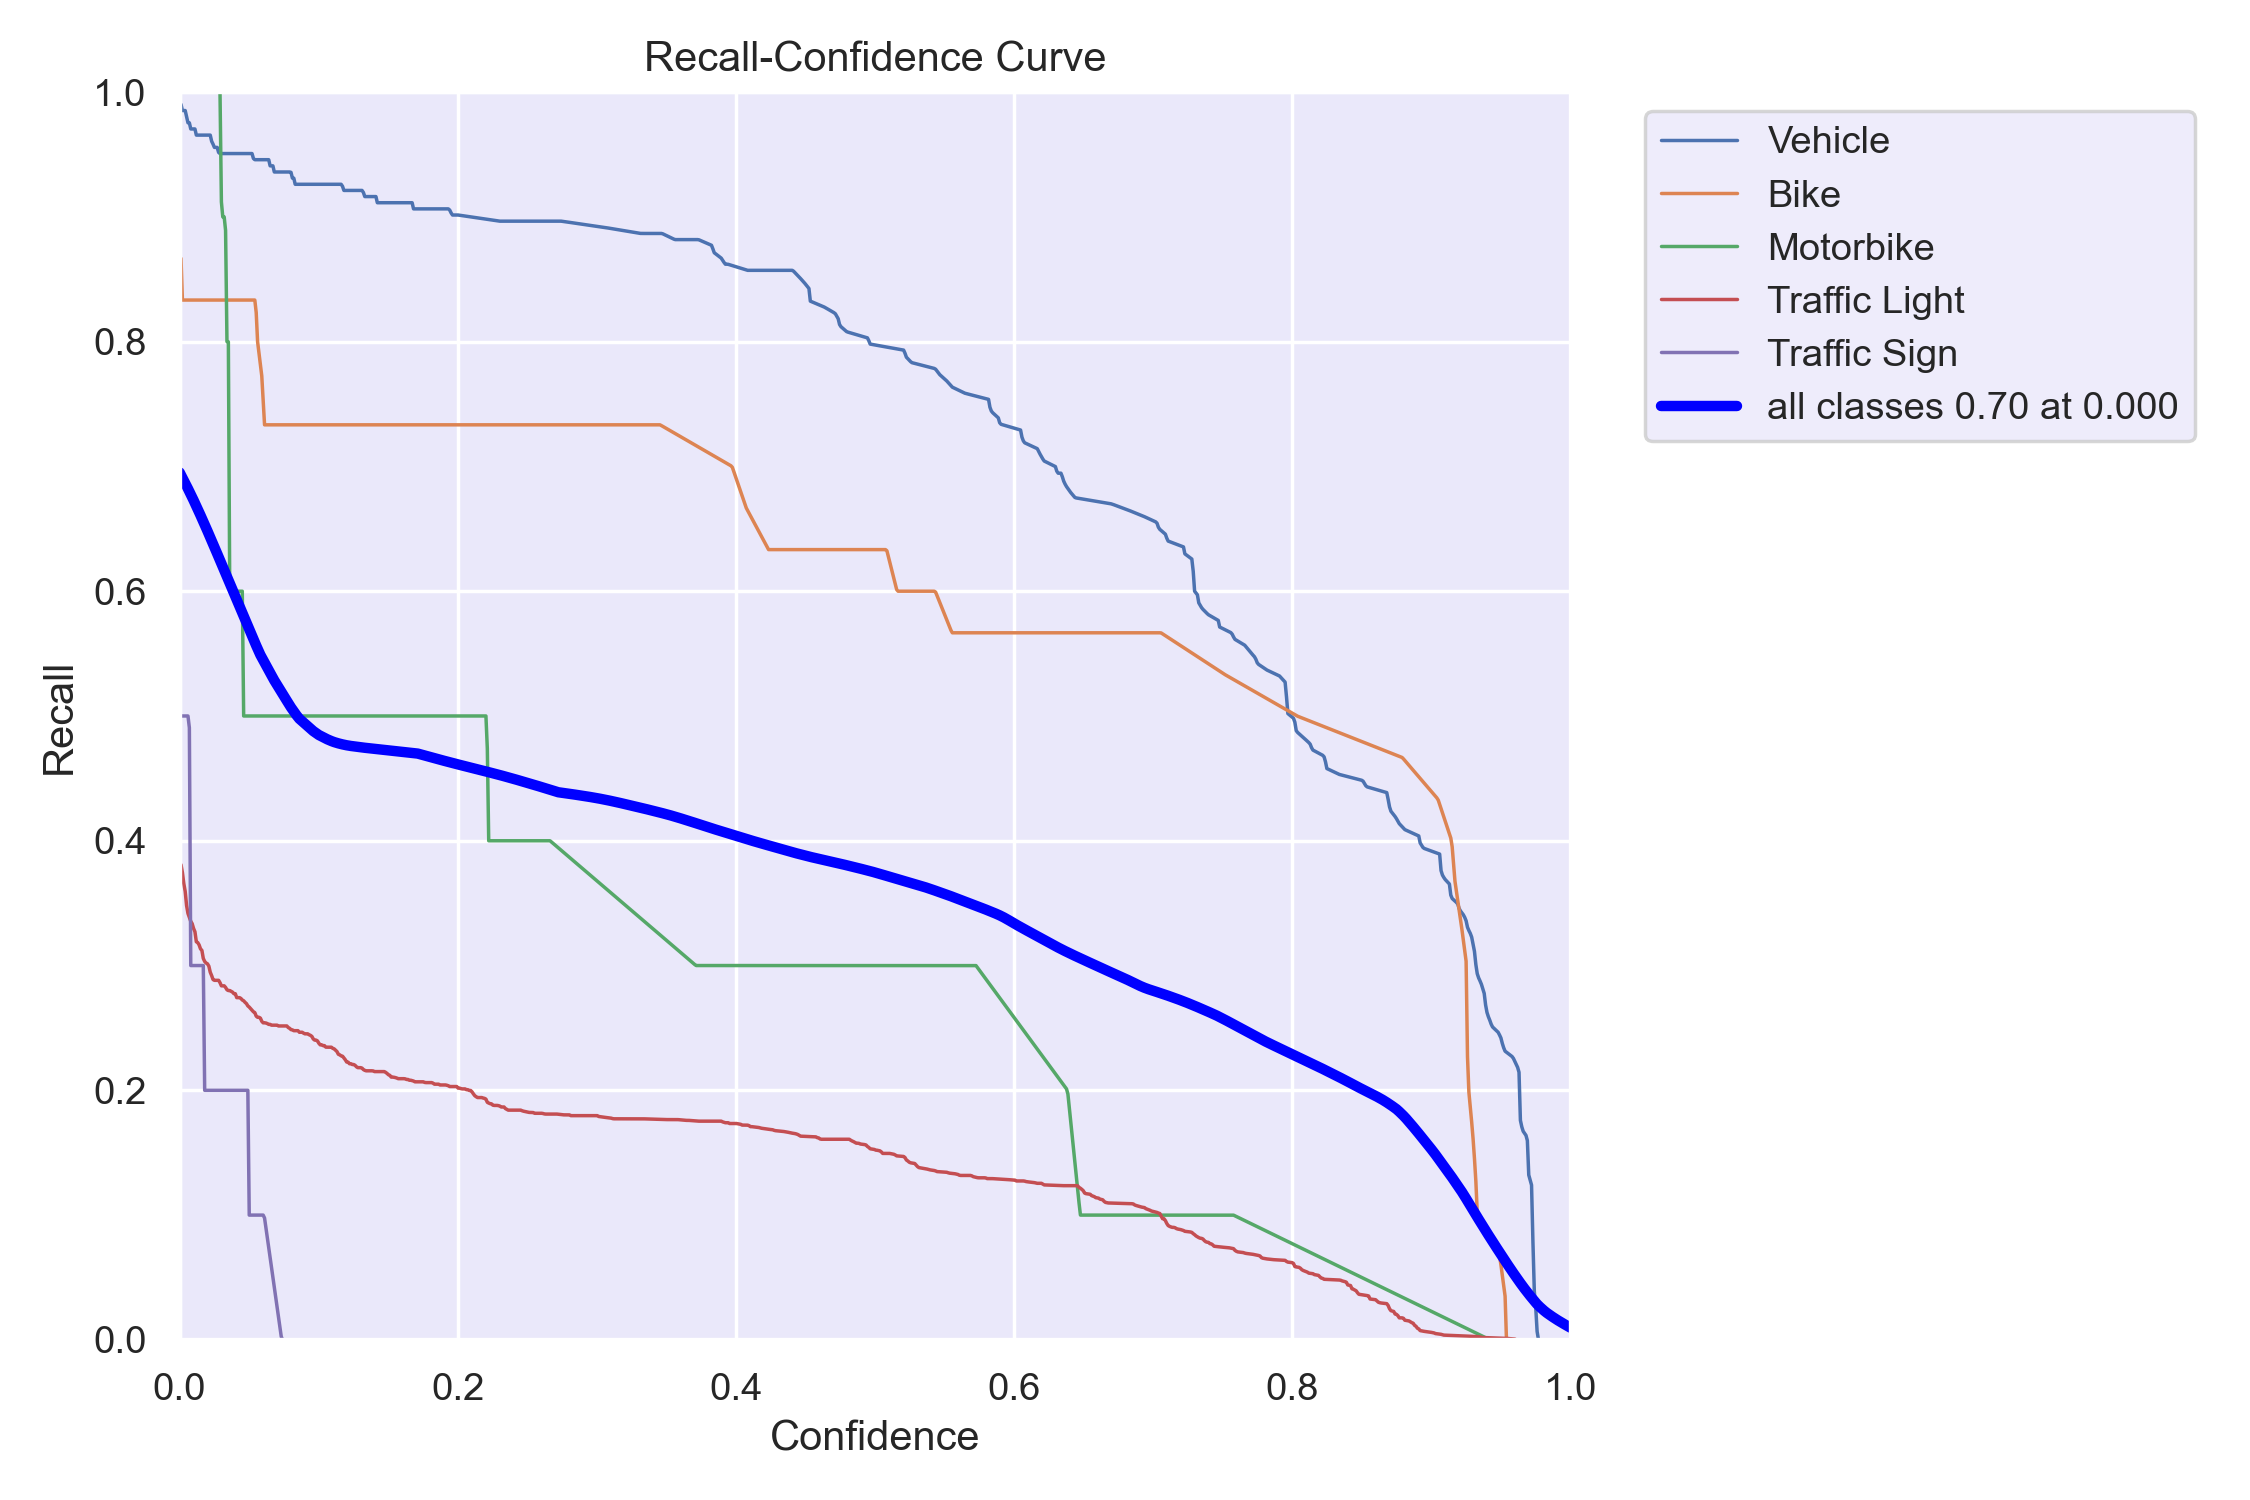 Recall-Confidence Curve
1.0
0.8
0.6
0.4
0.2
0.0
Recall
0.0 0.2 0.4 0.6 0.8 1.0
Confidence
Vehicle
Bike
Motorbike
Traffic Light
Traffic Sign
all classes 0.70 at 0.000